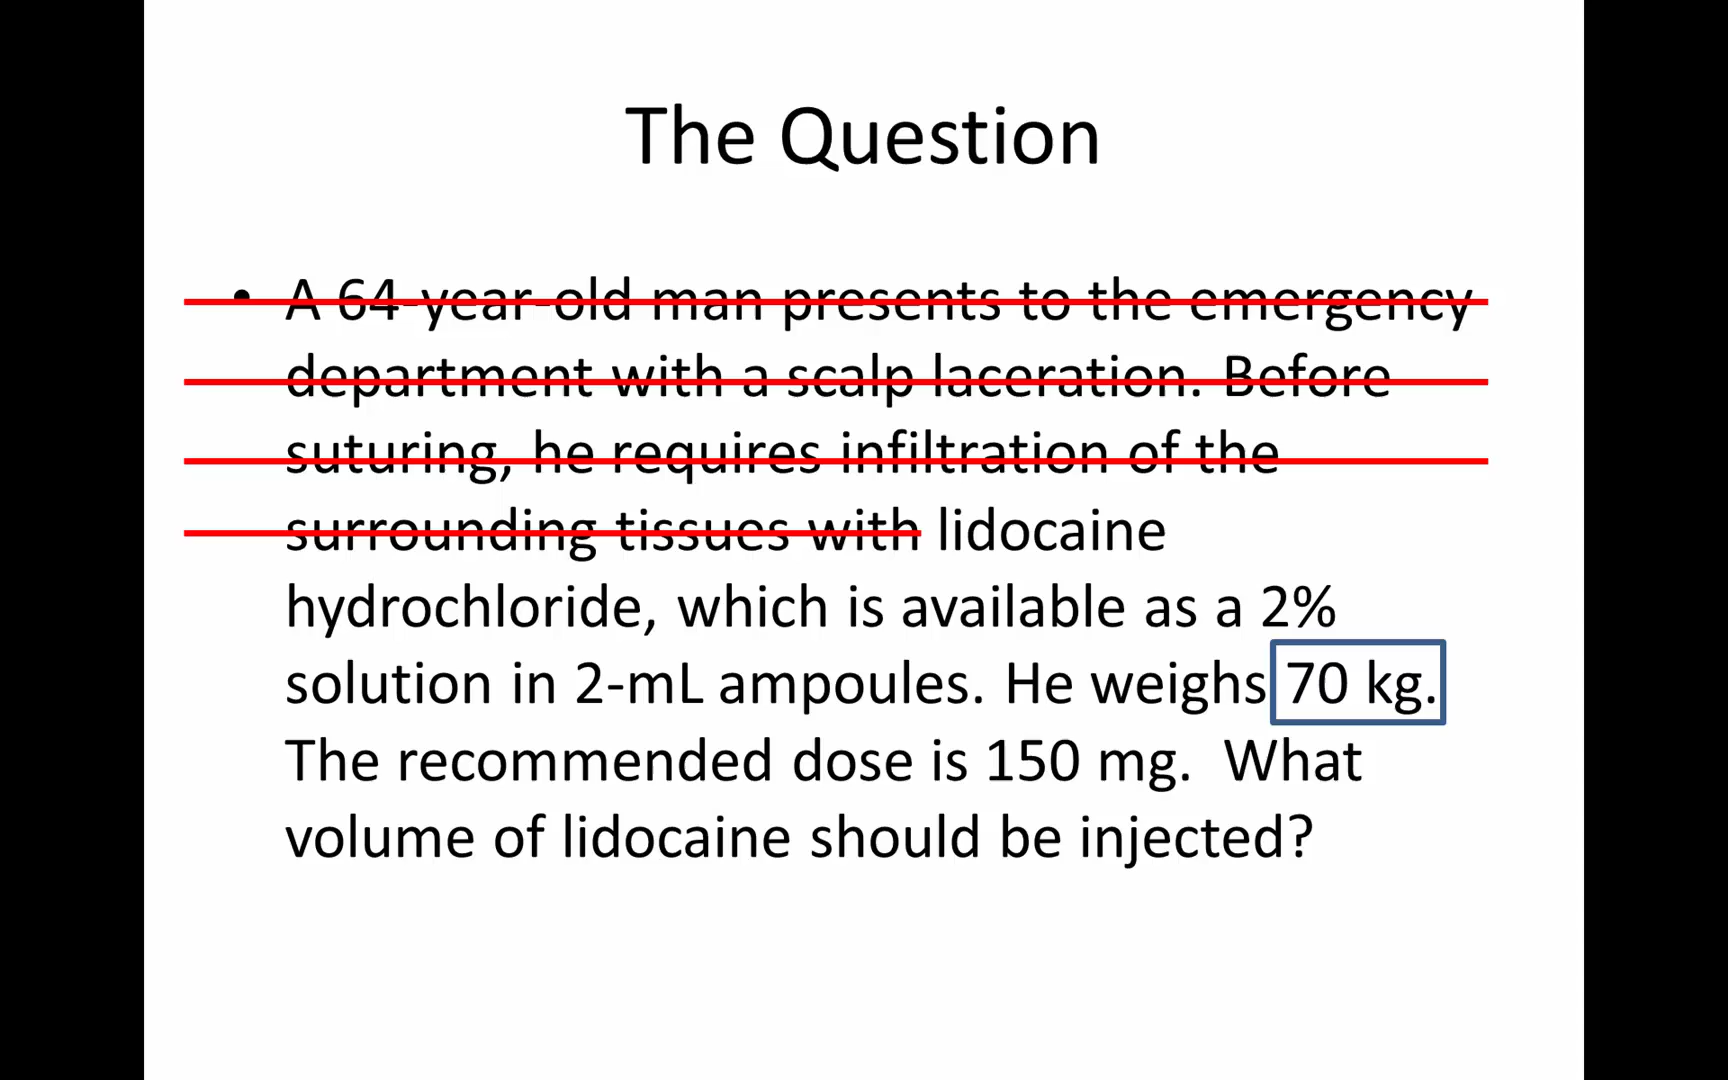 The Question
• A 64-year-old man presents to the emergency
department with a scalp laceration. Before
suturing, he requires infiltration of the
surrounding tissues with lidocaine
hydrochloride, which is available as a 2%
solution in 2-mL ampoules. He weighs 70 kg.
The recommended dose is 150 mg.  What
volume of lidocaine should be injected?